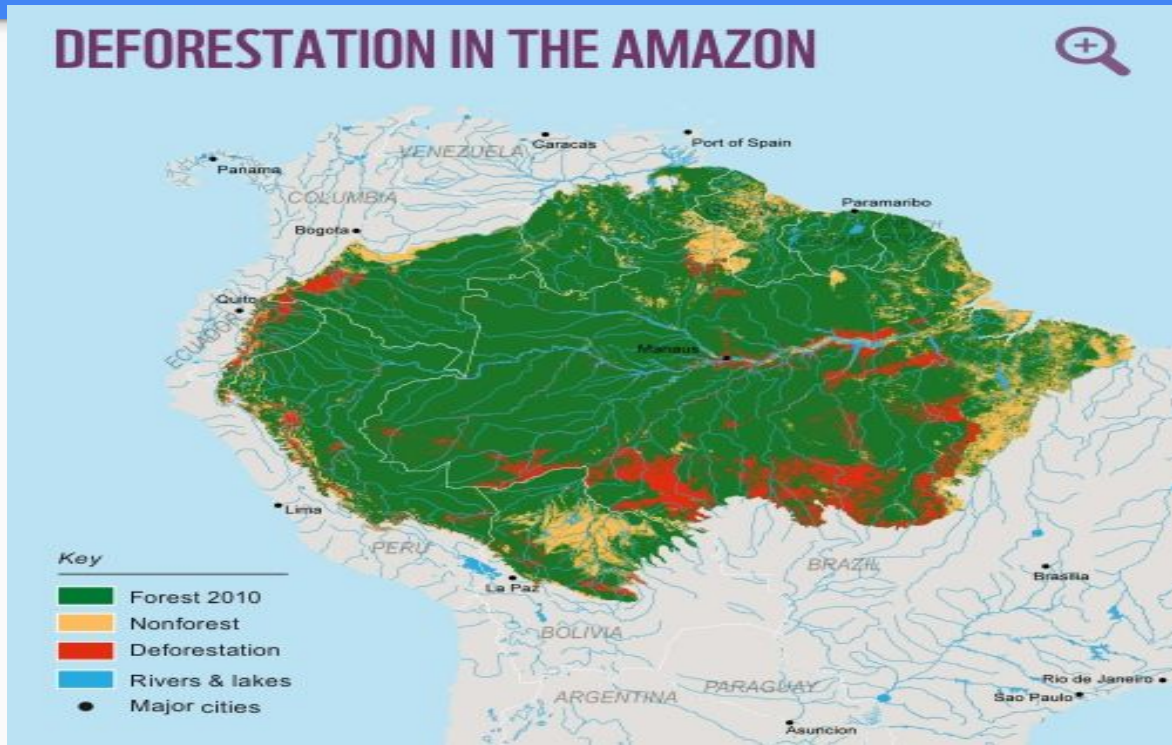 DEFORESTATION IN THE AMAZON
Panama
VENEZUELA
Caracas
Port of Spain
COLUMBIA
Bogota
Paramaribo
Quito
ECUADOR
Manaus
Lima
PERU
La Paz
BRAZIL
Brasilia
BOLIVIA
PARAGUAY
ARGENTINA
Rio de Janeiro
Sao Paulo
Asuncion
Key
Forest 2010
Nonforest
Deforestation
Rivers & lakes
Major cities